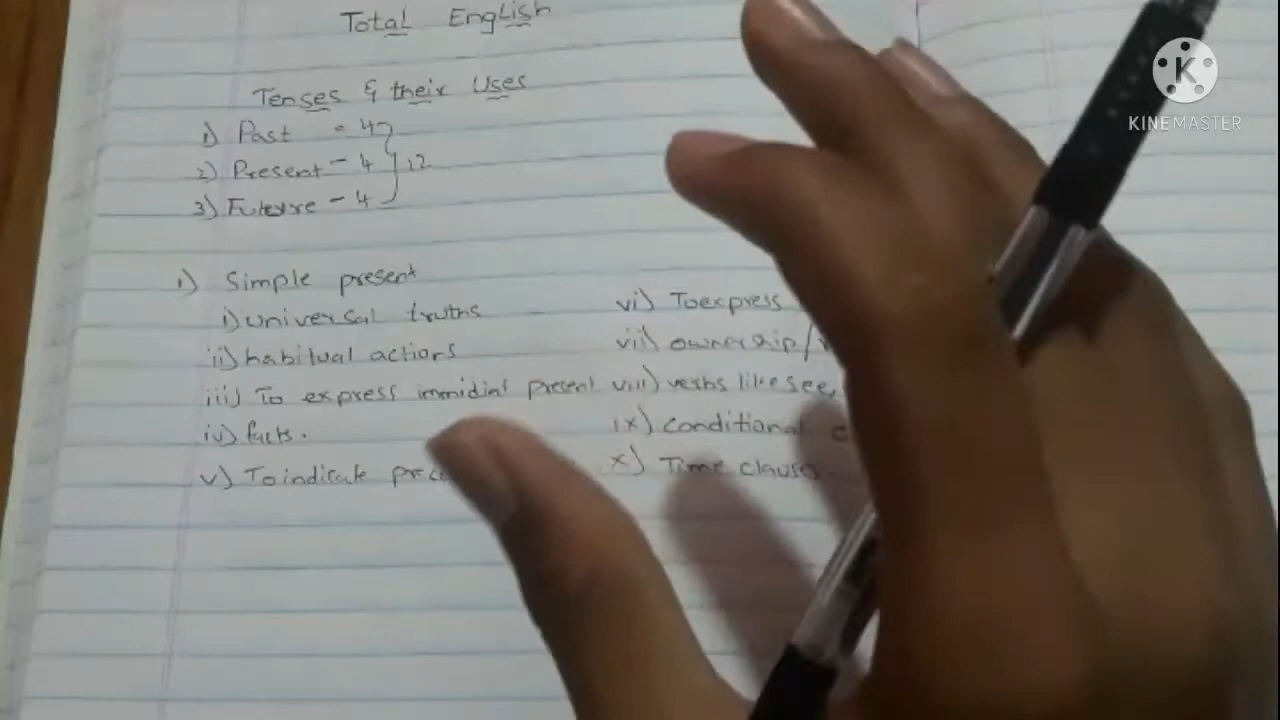 Total English
Tenses & their Uses
1) Past = 4
2) Present - 4 } 12
3) Futeyre - 4
1) Simple present
i) universal truths
ii) habitual actions
iii) To express immidial present
iv) facts.
v) To indicate
vi) To express
vii) ownership/
viii) verbs like see,
ix) conditional
x) Time clauses
K
KINEMASTER